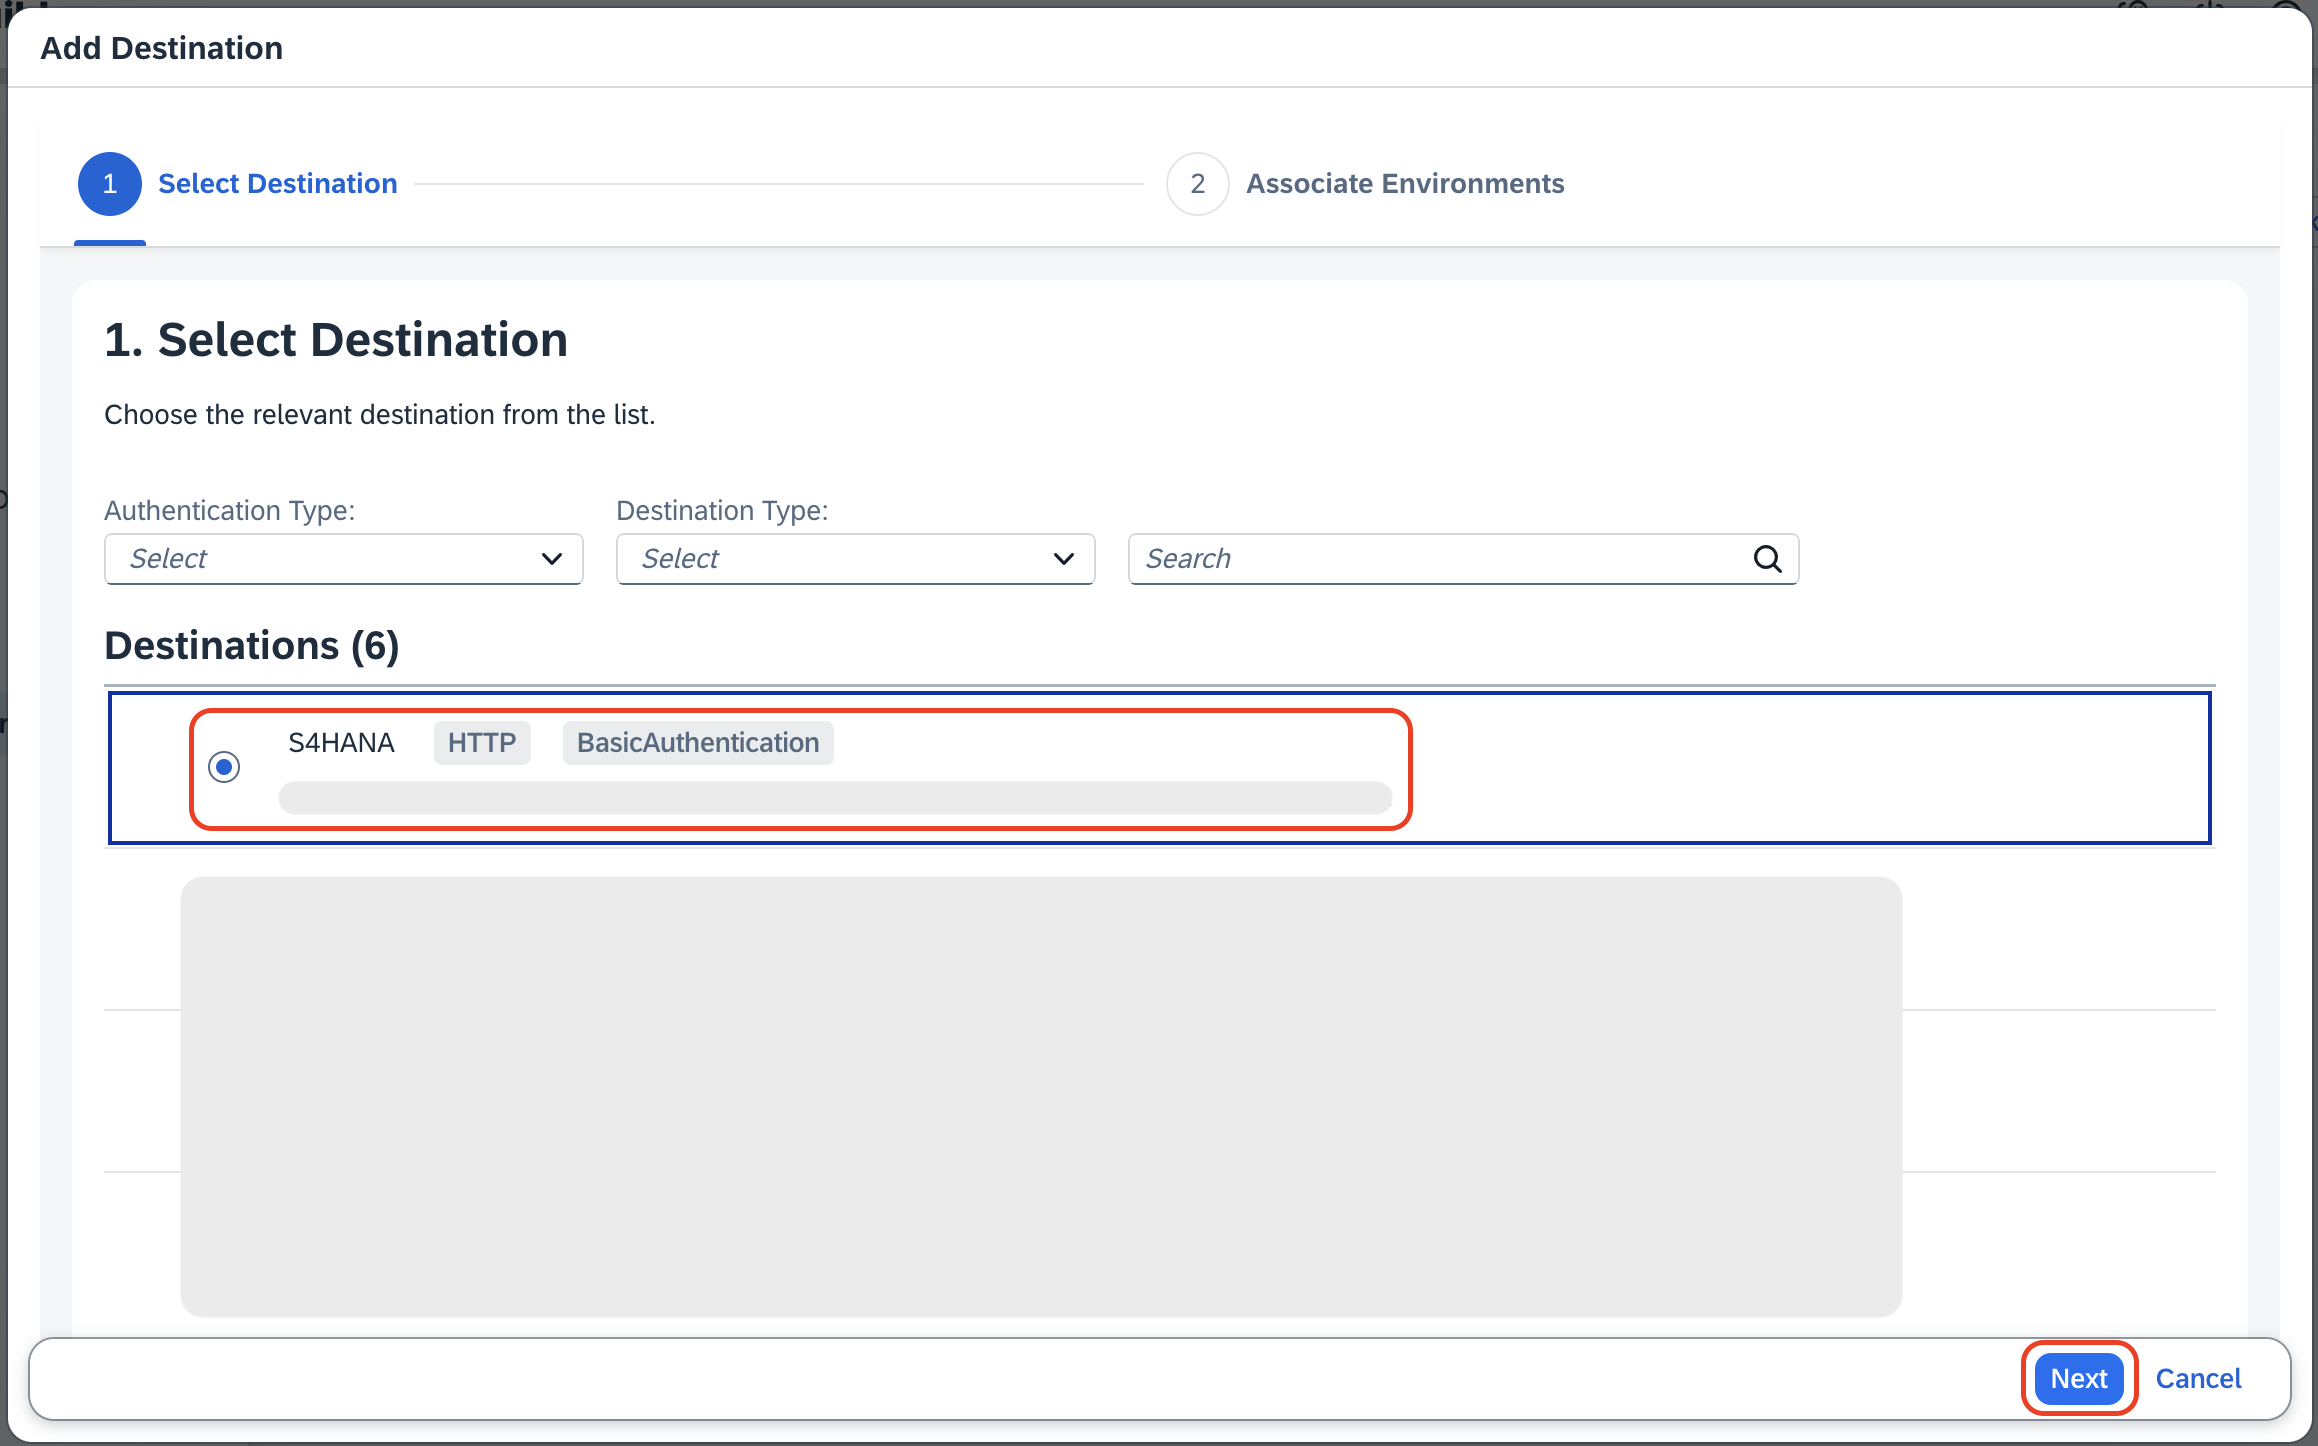 Add Destination
1 Select Destination 2 Associate Environments
1. Select Destination
Choose the relevant destination from the list.
Authentication Type: Destination Type:
Select Select Search
Destinations (6)
S4HANA HTTP BasicAuthentication
Next Cancel